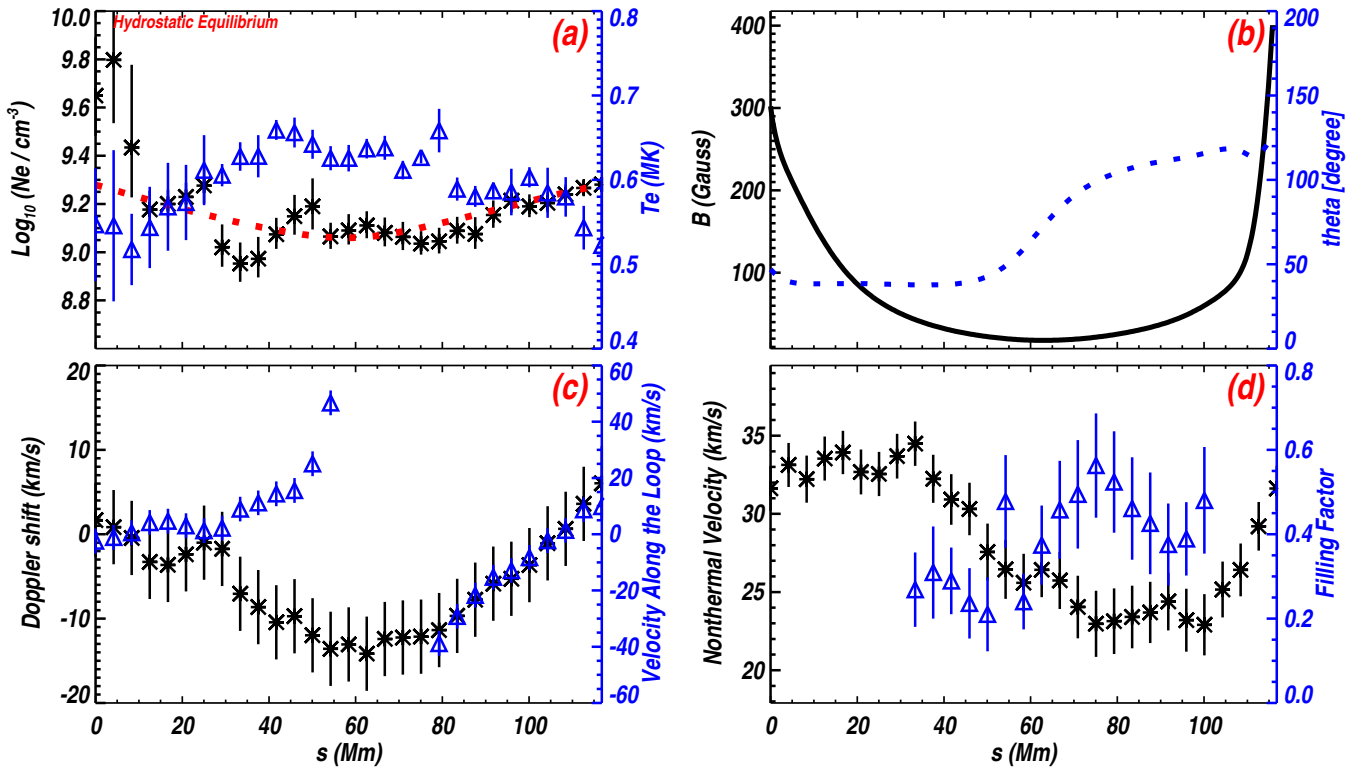 Hydrostatic Equilibrium
(a)
Log10 (Ne / cm-3)
10.0
9.8
9.6
9.4
9.2
9.0
8.8
0.8
0.7
0.6
0.5
0.4
Te (MK)
(b)
B (Gauss)
400
300
200
100
200
150
100
50
0
theta [degree]
(c)
Doppler shift (km/s)
20
10
0
-10
-20
60
40
20
0
-20
-40
-60
Velocity Along the Loop (km/s)
0 20 40 60 80 100
s (Mm)
(d)
Nonthermal Velocity (km/s)
35
30
25
20
0.8
0.6
0.4
0.2
0.0
Filling Factor
0 20 40 60 80 100
s (Mm)